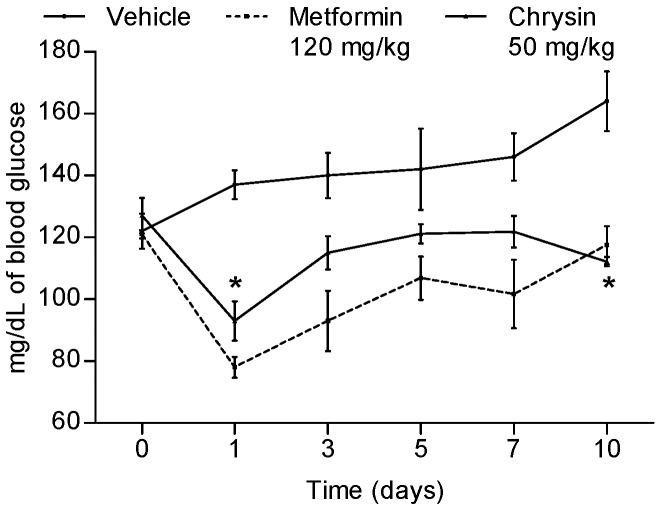 Vehicle Metformin 120 mg/kg Chrysin 50 mg/kg
180
160
140
120
100
80
60
mg/dL of blood glucose
*
*
0 1 3 5 7 10
Time (days)